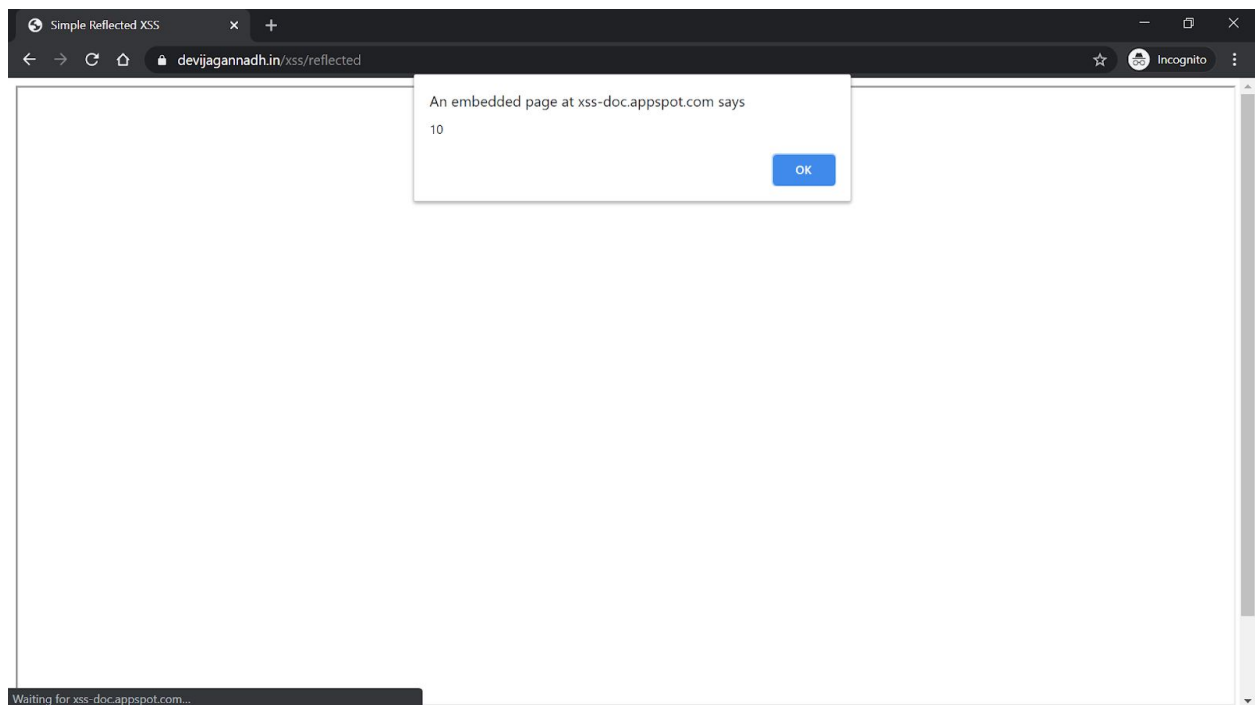 Simple Reflected XSS
devijagannadh.in/xss/reflected
Incognito
An embedded page at xss-doc.appspot.com says
10
OK
Waiting for xss-doc.appspot.com...